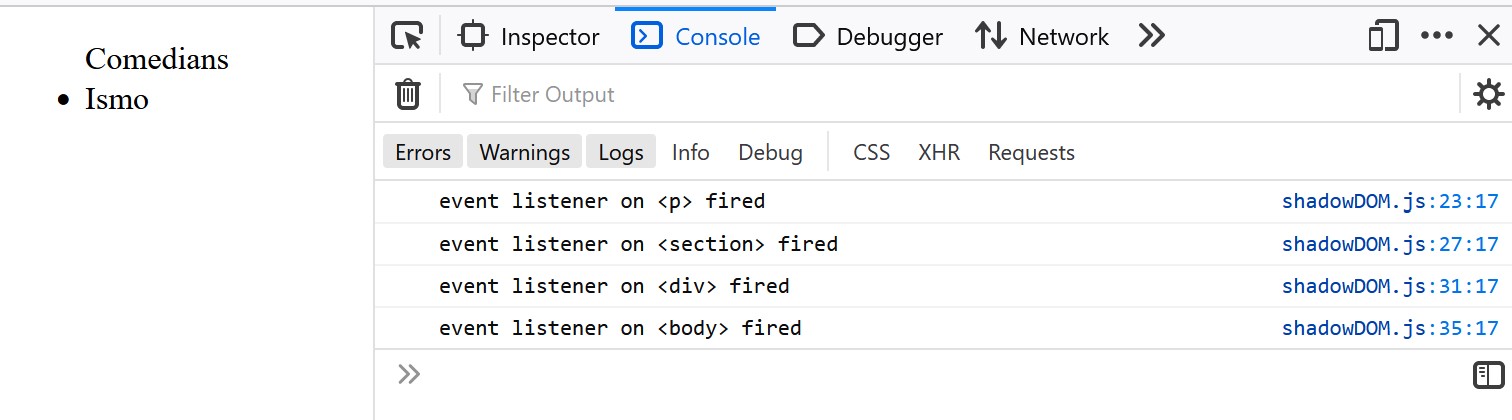 Comedians
• Ismo
Inspector Console Debugger Network
Filter Output
Errors Warnings Logs Info Debug CSS XHR Requests
event listener on <p> fired shadowDOM.js:23:17
event listener on <section> fired shadowDOM.js:27:17
event listener on <div> fired shadowDOM.js:31:17
event listener on <body> fired shadowDOM.js:35:17